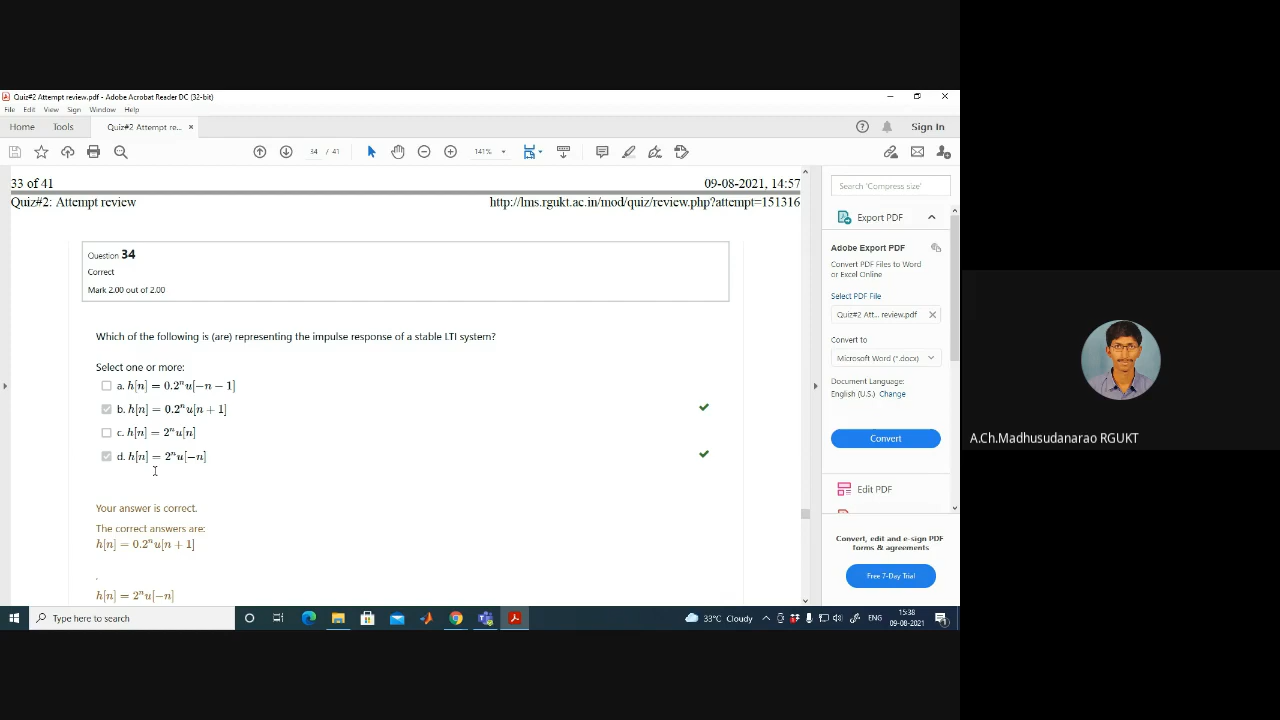 Quiz#2 Attempt review.pdf - Adobe Acrobat Reader DC (32-bit)
File Edit View Sign Window Help
Home Tools Quiz#2 Attempt re... × Sign In
34 / 41 141%
33 of 41 09-08-2021, 14:57
Quiz#2: Attempt review http://lms.rgukt.ac.in/mod/quiz/review.php?attempt=151316
Question 34
Correct
Mark 2.00 out of 2.00
Which of the following is (are) representing the impulse response of a stable LTI system?
Select one or more:
a. h[n] = 0.2ⁿu[−n − 1]
b. h[n] = 0.2ⁿu[n + 1]
c. h[n] = 2ⁿu[n]
d. h[n] = 2ⁿu[−n]
Your answer is correct.
The correct answers are:
h[n] = 0.2ⁿu[n + 1]
.
h[n] = 2ⁿu[−n]
Search 'Compress size'
Export PDF
Adobe Export PDF
Convert PDF Files to Word
or Excel Online
Select PDF File
Quiz#2 Att... review.pdf
Convert to
Microsoft Word (*.docx)
Document Language:
English (U.S.) Change
Convert
Edit PDF
Convert, edit and e-sign PDF
forms & agreements
Free 7-Day Trial
Type here to search
33°C Cloudy ENG 15:38
09-08-2021
A.Ch.Madhusudanarao RGUKT